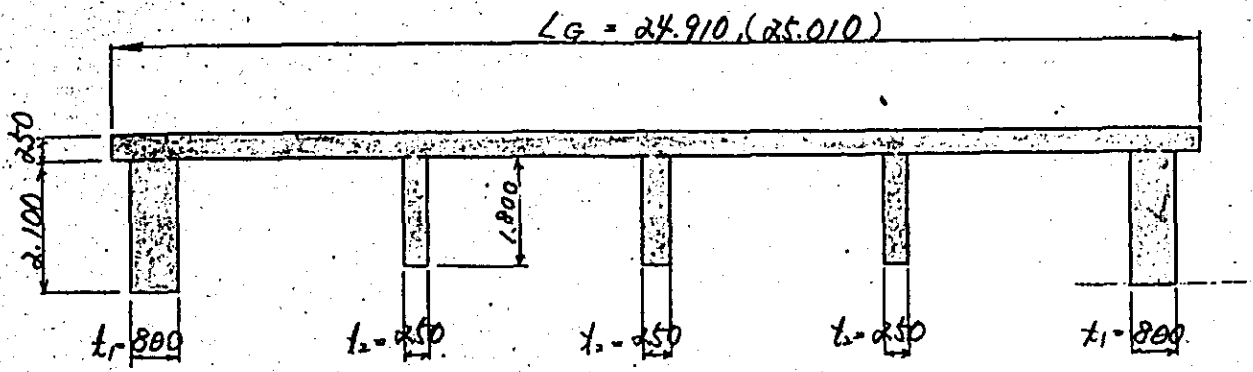 LG = 24.910,(25.010)
250
2.100
1.800
t₁=800
t₂=250
t₂=250
t₂=250
t₁=800